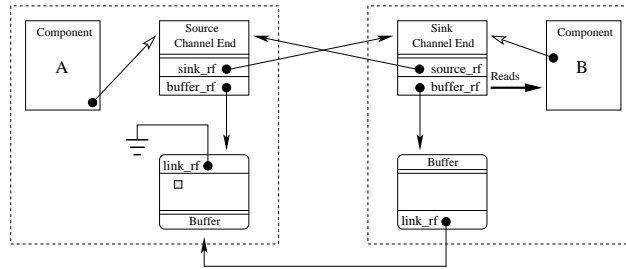 Component
A
Source
Channel End
sink_rf
buffer_rf
link_rf
Buffer
Sink
Channel End
source_rf
buffer_rf
Reads
Component
B
Buffer
link_rf